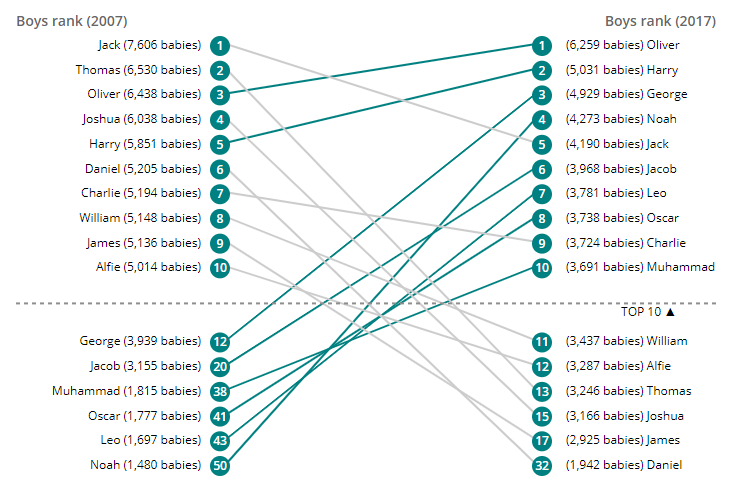 Boys rank (2007) Boys rank (2017)
Jack (7,606 babies) 1 1 (6,259 babies) Oliver
Thomas (6,530 babies) 2 2 (5,031 babies) Harry
Oliver (6,438 babies) 3 3 (4,929 babies) George
Joshua (6,038 babies) 4 4 (4,273 babies) Noah
Harry (5,851 babies) 5 5 (4,190 babies) Jack
Daniel (5,205 babies) 6 6 (3,968 babies) Jacob
Charlie (5,194 babies) 7 7 (3,781 babies) Leo
William (5,148 babies) 8 8 (3,738 babies) Oscar
James (5,136 babies) 9 9 (3,724 babies) Charlie
Alfie (5,014 babies) 10 10 (3,691 babies) Muhammad
TOP 10 ▲
George (3,939 babies) 12 11 (3,437 babies) William
Jacob (3,155 babies) 20 12 (3,287 babies) Alfie
Muhammad (1,815 babies) 38 13 (3,246 babies) Thomas
Oscar (1,777 babies) 41 15 (3,166 babies) Joshua
Leo (1,697 babies) 43 17 (2,925 babies) James
Noah (1,480 babies) 50 32 (1,942 babies) Daniel